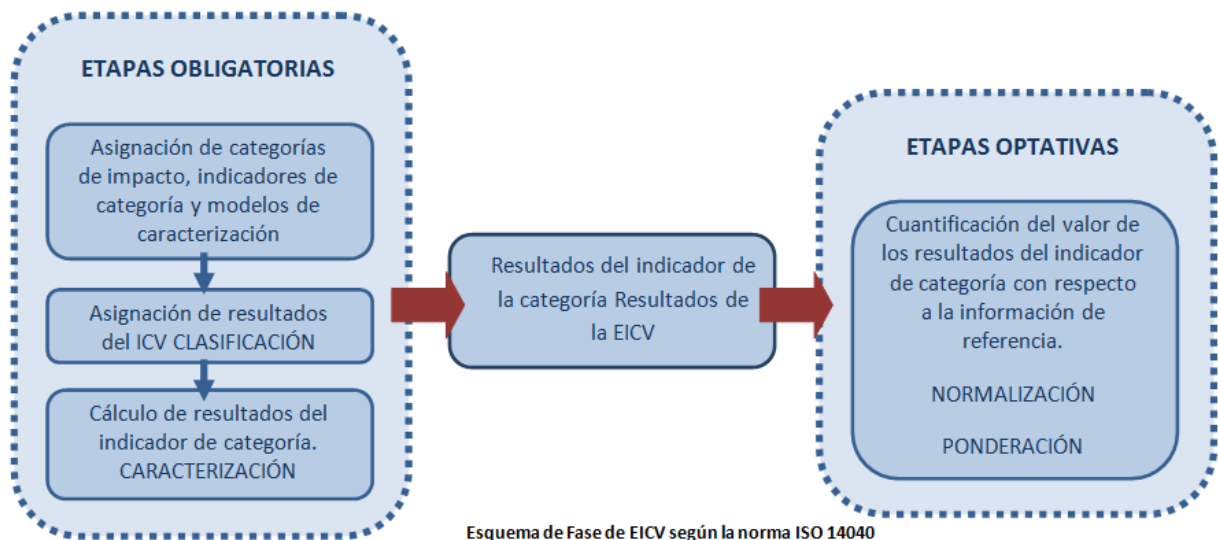 ETAPAS OBLIGATORIAS
Asignación de categorías
de impacto, indicadores de
categoría y modelos de
caracterización
Asignación de resultados
del ICV CLASIFICACIÓN
Cálculo de resultados del
indicador de categoría.
CARACTERIZACIÓN
Resultados del indicador de
la categoría Resultados de
la EICV
ETAPAS OPTATIVAS
Cuantificación del valor de
los resultados del indicador
de categoría con respecto
a la información de
referencia.
NORMALIZACIÓN
PONDERACIÓN
Esquema de Fase de EICV según la norma ISO 14040